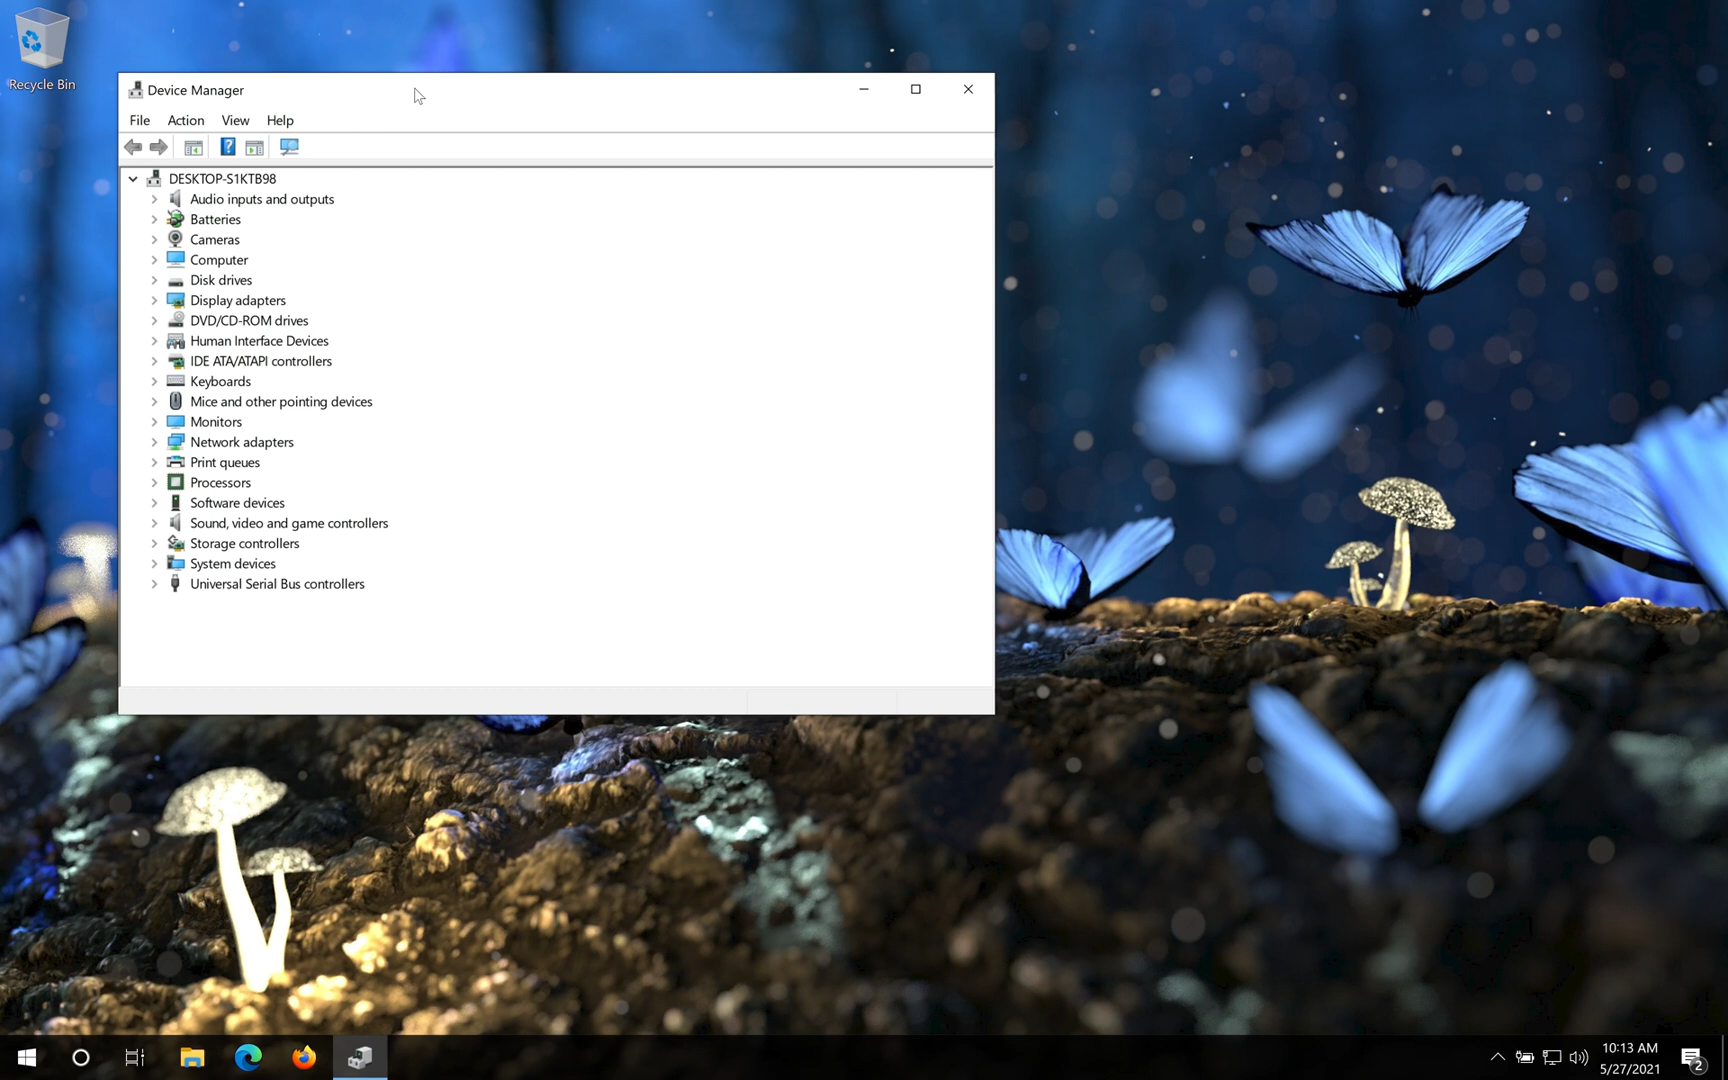 Recycle Bin
Device Manager
File Action View Help
DESKTOP-S1KTB98
Audio inputs and outputs
Batteries
Cameras
Computer
Disk drives
Display adapters
DVD/CD-ROM drives
Human Interface Devices
IDE ATA/ATAPI controllers
Keyboards
Mice and other pointing devices
Monitors
Network adapters
Print queues
Processors
Software devices
Sound, video and game controllers
Storage controllers
System devices
Universal Serial Bus controllers
10:13 AM
5/27/2021
2